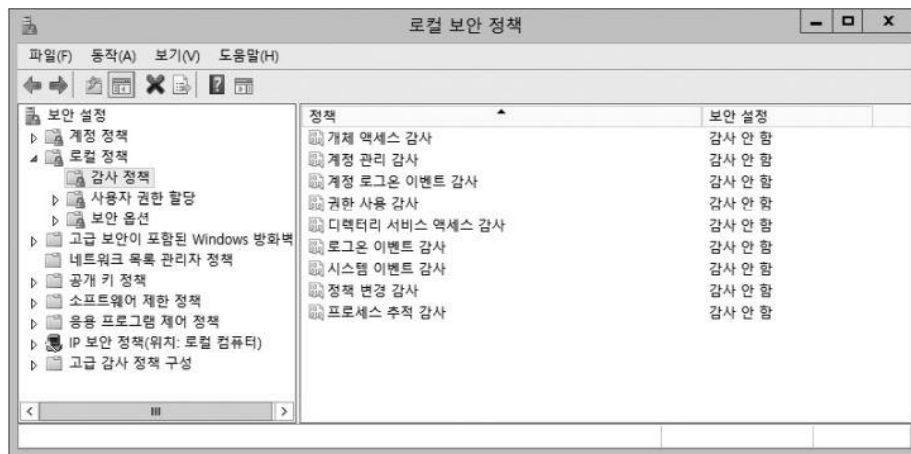 로컬 보안 정책
파일(F) 동작(A) 보기(V) 도움말(H)
보안 설정
계정 정책
로컬 정책
감사 정책
사용자 권한 할당
보안 옵션
고급 보안이 포함된 Windows 방화벽
네트워크 목록 관리자 정책
공개 키 정책
소프트웨어 제한 정책
응용 프로그램 제어 정책
IP 보안 정책(위치: 로컬 컴퓨터)
고급 감사 정책 구성
정책 보안 설정
개체 액세스 감사 감사 안 함
계정 관리 감사 감사 안 함
계정 로그온 이벤트 감사 감사 안 함
권한 사용 감사 감사 안 함
디렉터리 서비스 액세스 감사 감사 안 함
로그온 이벤트 감사 감사 안 함
시스템 이벤트 감사 감사 안 함
정책 변경 감사 감사 안 함
프로세스 추적 감사 감사 안 함